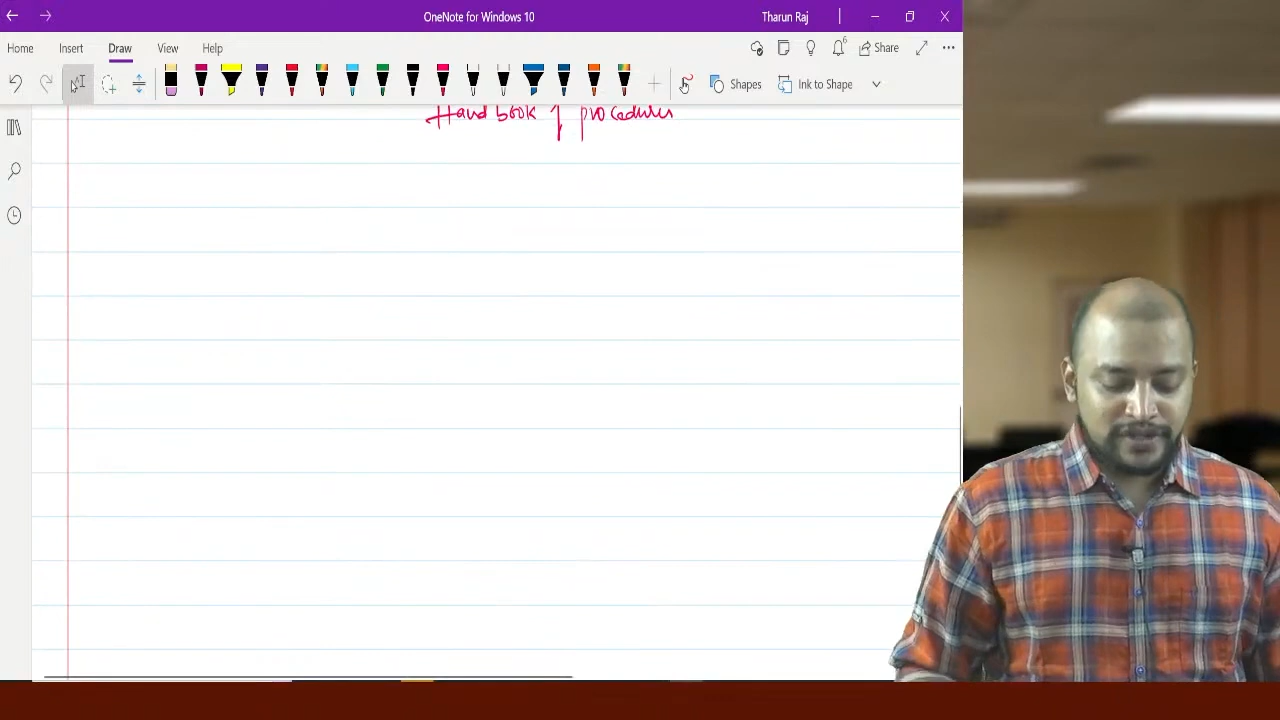 OneNote for Windows 10
Tharun Raj
Home Insert Draw View Help
6
Share
Shapes
Ink to Shape
Hand book of procedures